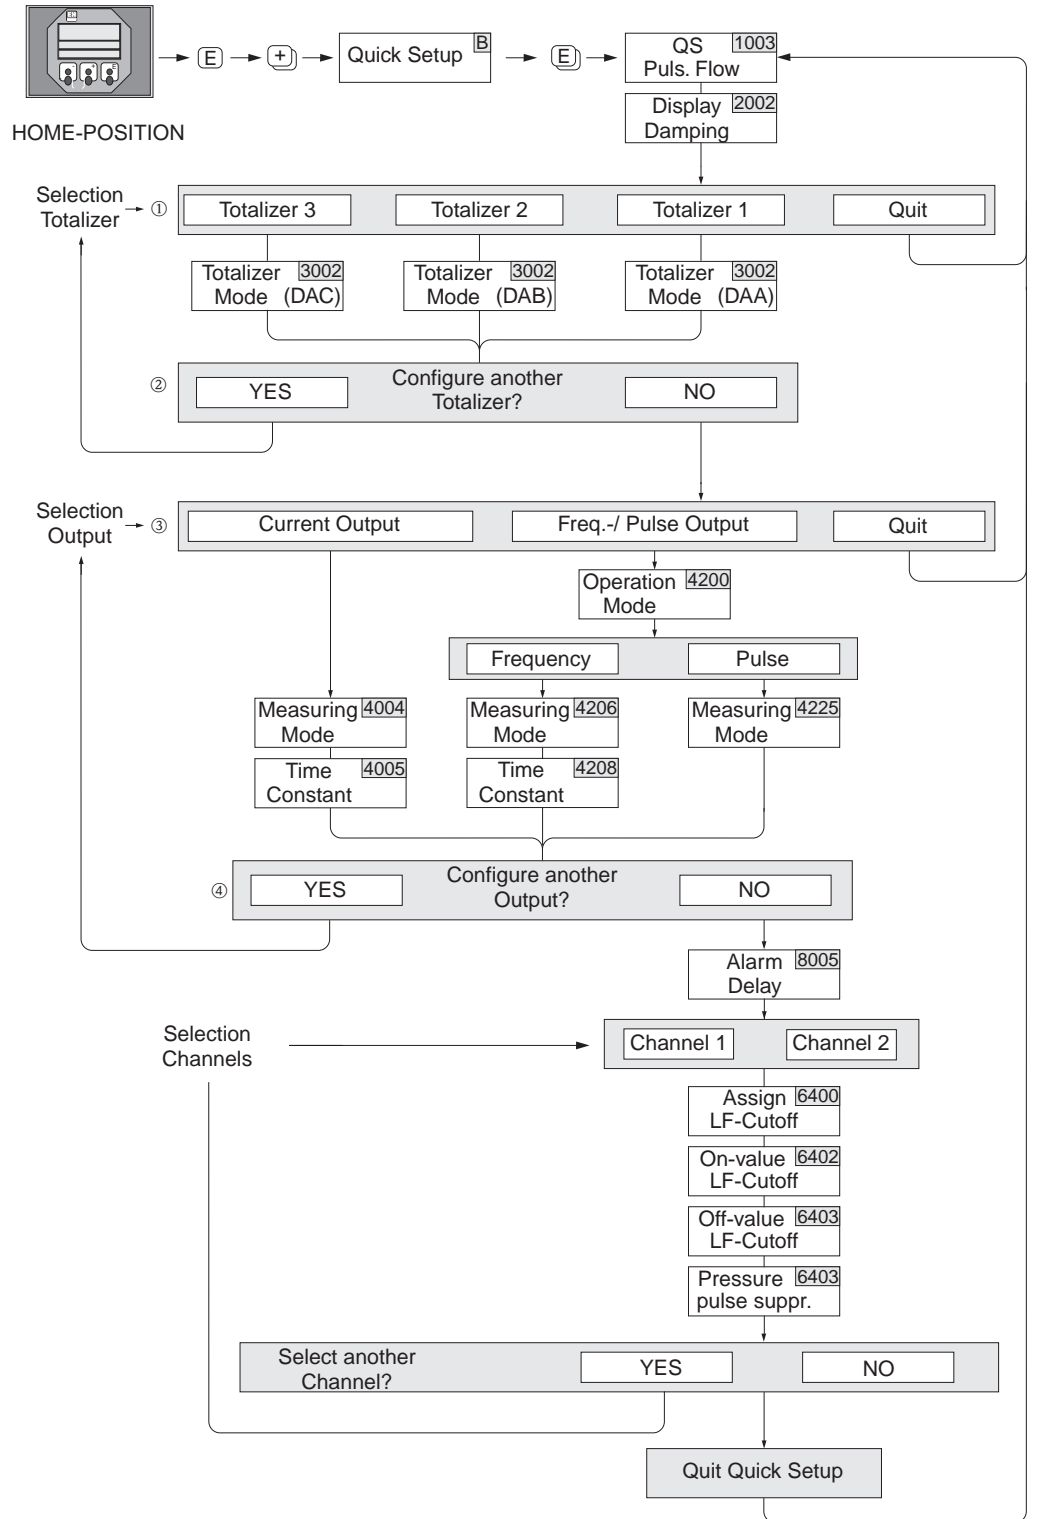 E
+
Quick Setup B
E
QS 1003
Puls. Flow
HOME-POSITION
Display 2002
Damping
Selection
Totalizer
①
Totalizer 3
Totalizer 2
Totalizer 1
Quit
Totalizer 3002
Mode (DAC)
Totalizer 3002
Mode (DAB)
Totalizer 3002
Mode (DAA)
②
YES
Configure another
Totalizer?
NO
Selection
Output
③
Current Output
Freq.-/ Pulse Output
Quit
Operation 4200
Mode
Frequency
Pulse
Measuring 4004
Mode
Measuring 4206
Mode
Measuring 4225
Mode
Time 4005
Constant
Time 4208
Constant
④
YES
Configure another
Output?
NO
Alarm 8005
Delay
Selection
Channels
Channel 1
Channel 2
Assign 6400
LF-Cutoff
On-value 6402
LF-Cutoff
Off-value 6403
LF-Cutoff
Pressure 6403
pulse suppr.
Select another
Channel?
YES
NO
Quit Quick Setup